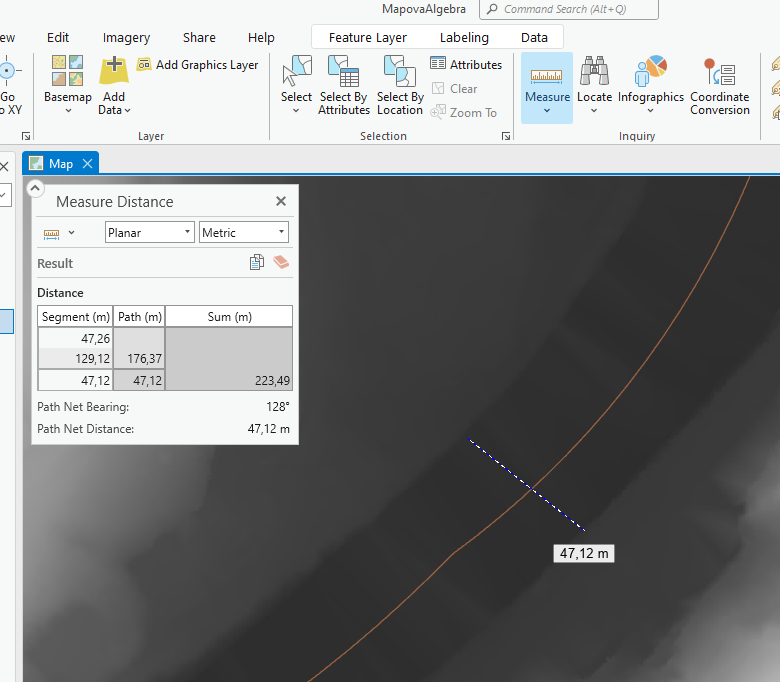 MapovaAlgebra
Command Search (Alt+Q)
ew Edit Imagery Share Help Feature Layer Labeling Data
Go
o XY
Basemap
Add
Data
Add Graphics Layer
Layer
Select
Select By
Attributes
Select By
Location
Attributes
Clear
Zoom To
Selection
Measure
Locate
Infographics
Coordinate
Conversion
Inquiry
Map
Measure Distance
Planar Metric
Result
Distance
Segment (m) Path (m) Sum (m)
47,26
129,12 176,37
47,12 47,12 223,49
Path Net Bearing: 128°
Path Net Distance: 47,12 m
47,12 m